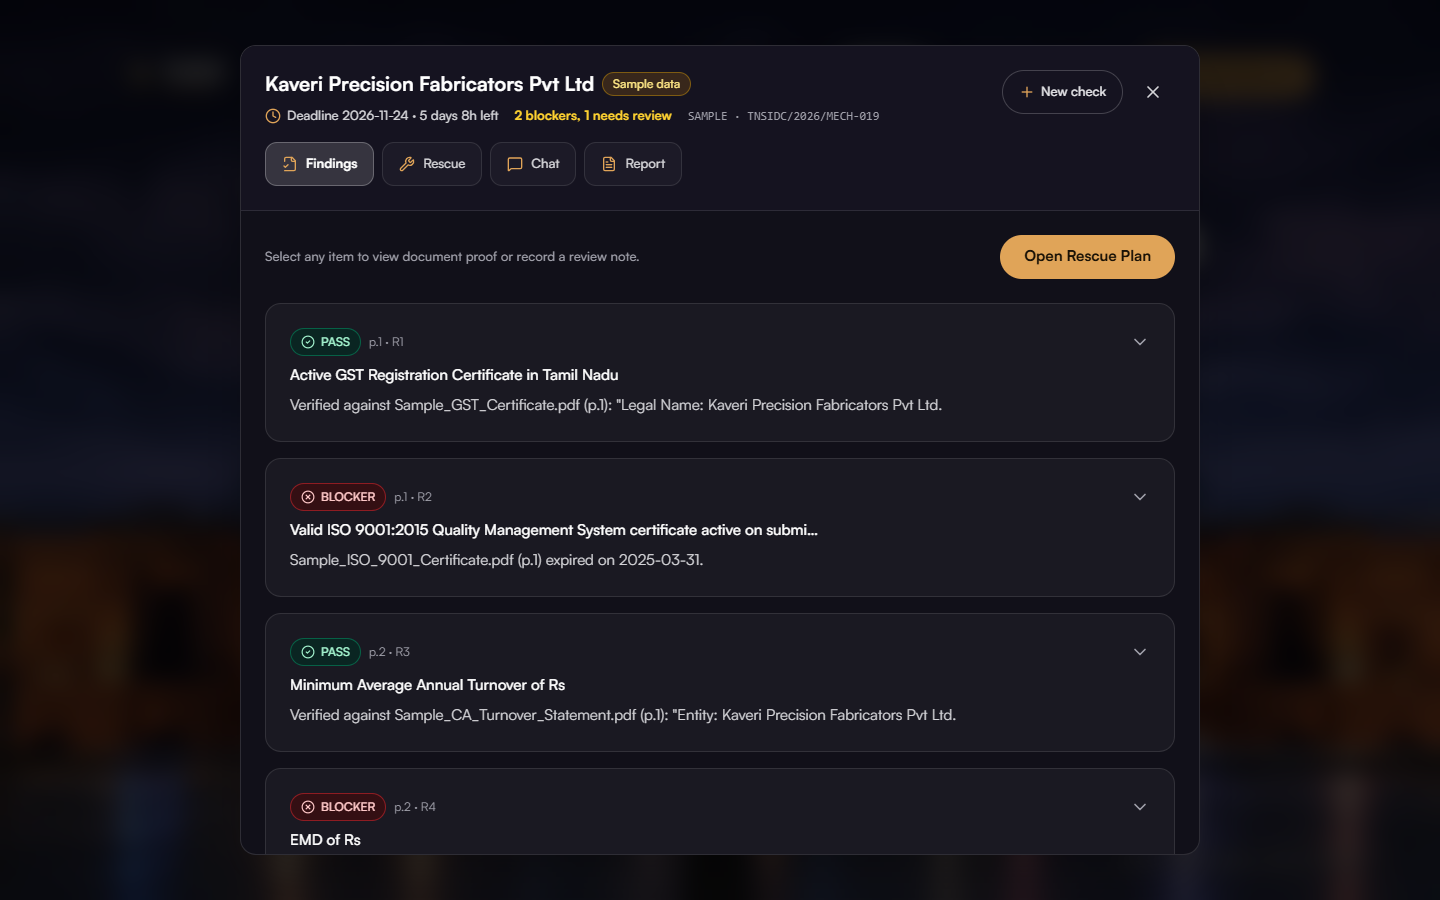 Kaveri Precision Fabricators Pvt Ltd Sample data
New check
Deadline 2026-11-24 · 5 days 8h left 2 blockers, 1 needs review SAMPLE · TNSIDC/2026/MECH-019
Findings Rescue Chat Report
Select any item to view document proof or record a review note.
Open Rescue Plan
PASS p.1 · R1
Active GST Registration Certificate in Tamil Nadu
Verified against Sample_GST_Certificate.pdf (p.1): "Legal Name: Kaveri Precision Fabricators Pvt Ltd.
BLOCKER p.1 · R2
Valid ISO 9001:2015 Quality Management System certificate active on submi...
Sample_ISO_9001_Certificate.pdf (p.1) expired on 2025-03-31.
PASS p.2 · R3
Minimum Average Annual Turnover of Rs
Verified against Sample_CA_Turnover_Statement.pdf (p.1): "Entity: Kaveri Precision Fabricators Pvt Ltd.
BLOCKER p.2 · R4
EMD of Rs